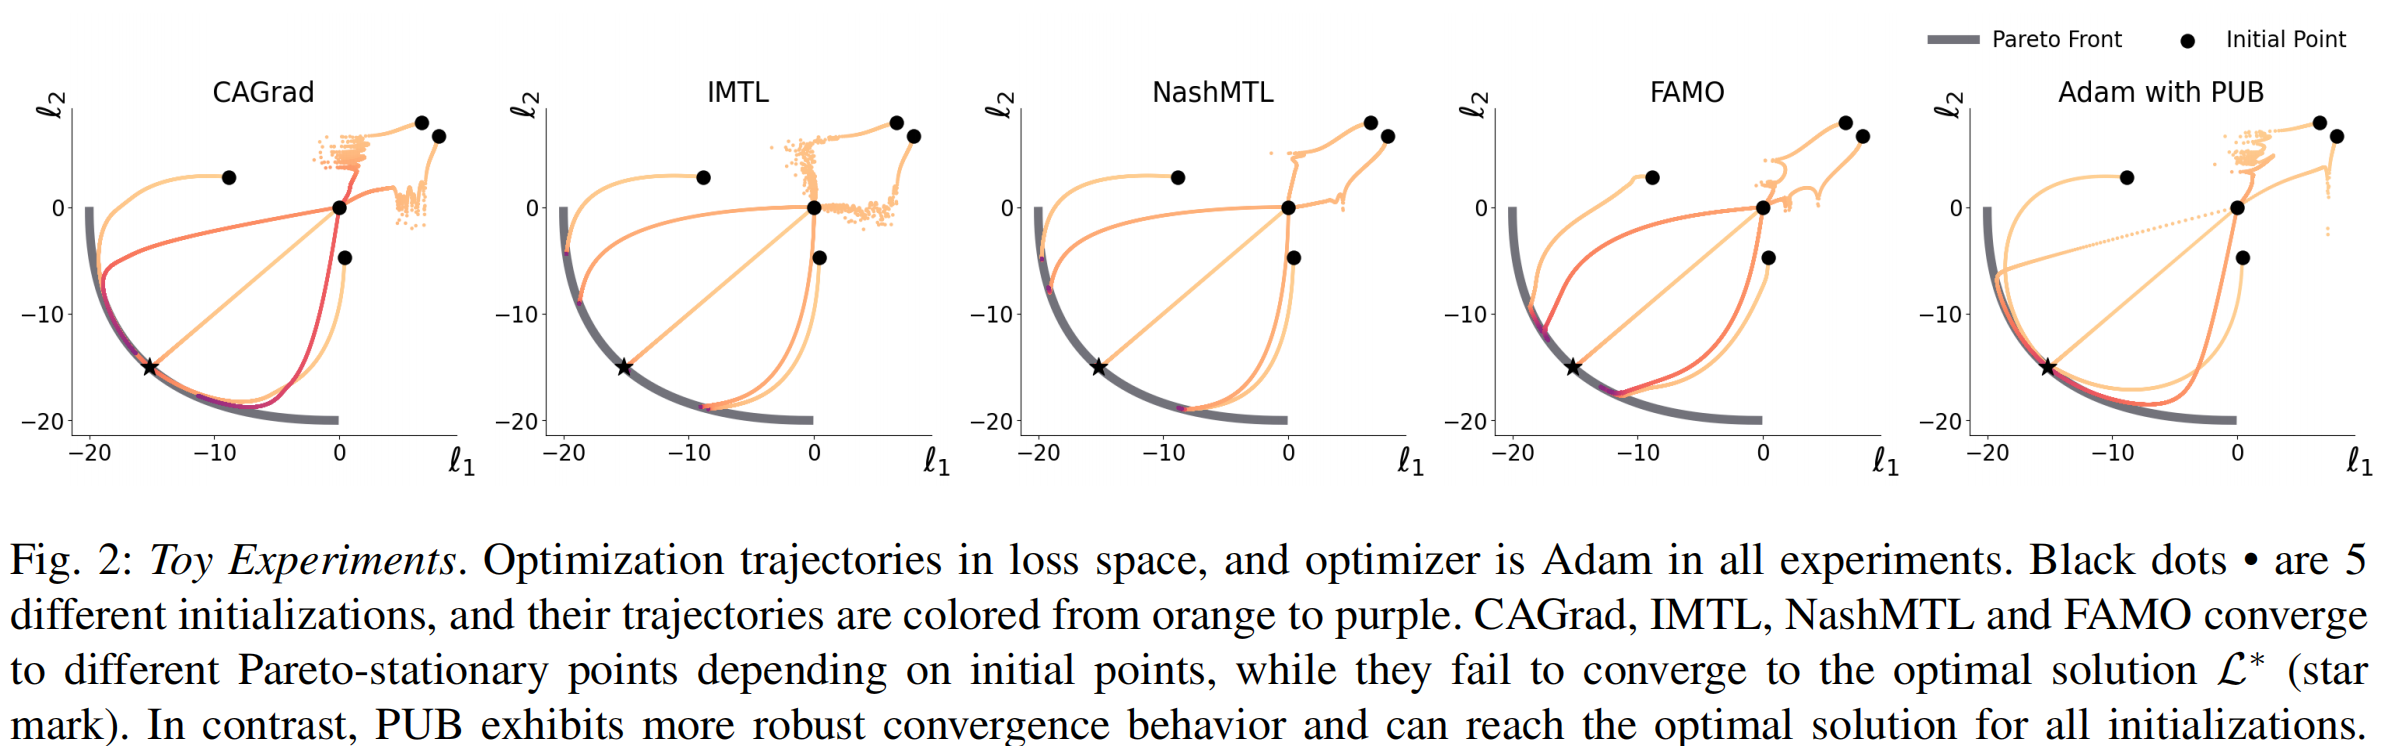 Pareto Front Initial Point
CAGrad IMTL NashMTL FAMO Adam with PUB
ℓ2 ℓ2 ℓ2 ℓ2 ℓ2
0 0 0 0 0
−10 −10 −10 −10 −10
−20 −20 −20 −20 −20
−20 −10 0 ℓ1 −20 −10 0 ℓ1 −20 −10 0 ℓ1 −20 −10 0 ℓ1 −20 −10 0 ℓ1
Fig. 2: Toy Experiments. Optimization trajectories in loss space, and optimizer is Adam in all experiments. Black dots • are 5
different initializations, and their trajectories are colored from orange to purple. CAGrad, IMTL, NashMTL and FAMO converge
to different Pareto-stationary points depending on initial points, while they fail to converge to the optimal solution ℒ* (star
mark). In contrast, PUB exhibits more robust convergence behavior and can reach the optimal solution for all initializations.